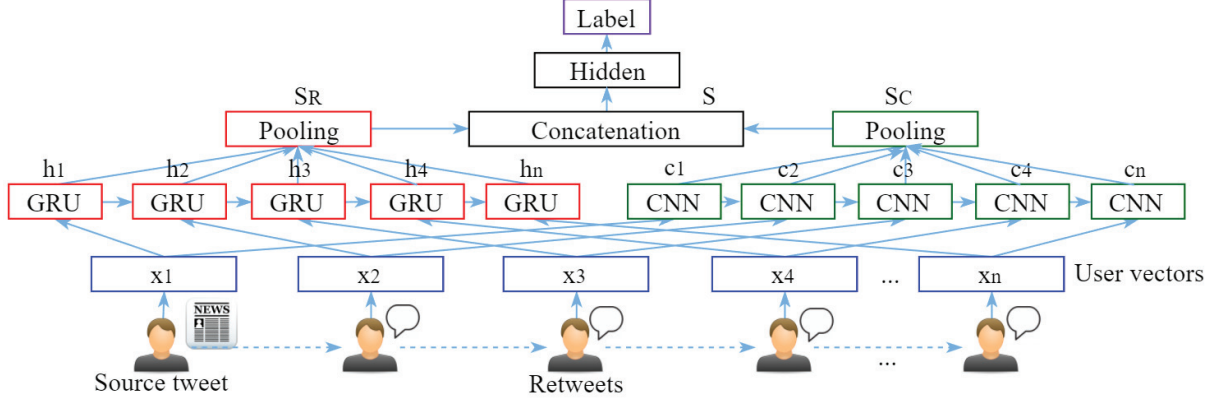 Label
Hidden
SR S SC
Pooling Concatenation Pooling
h1 h2 h3 h4 hn c1 c2 c3 c4 cn
GRU GRU GRU GRU GRU CNN CNN CNN CNN CNN
x1 x2 x3 x4 ... xn User vectors
NEWS
...
Source tweet Retweets